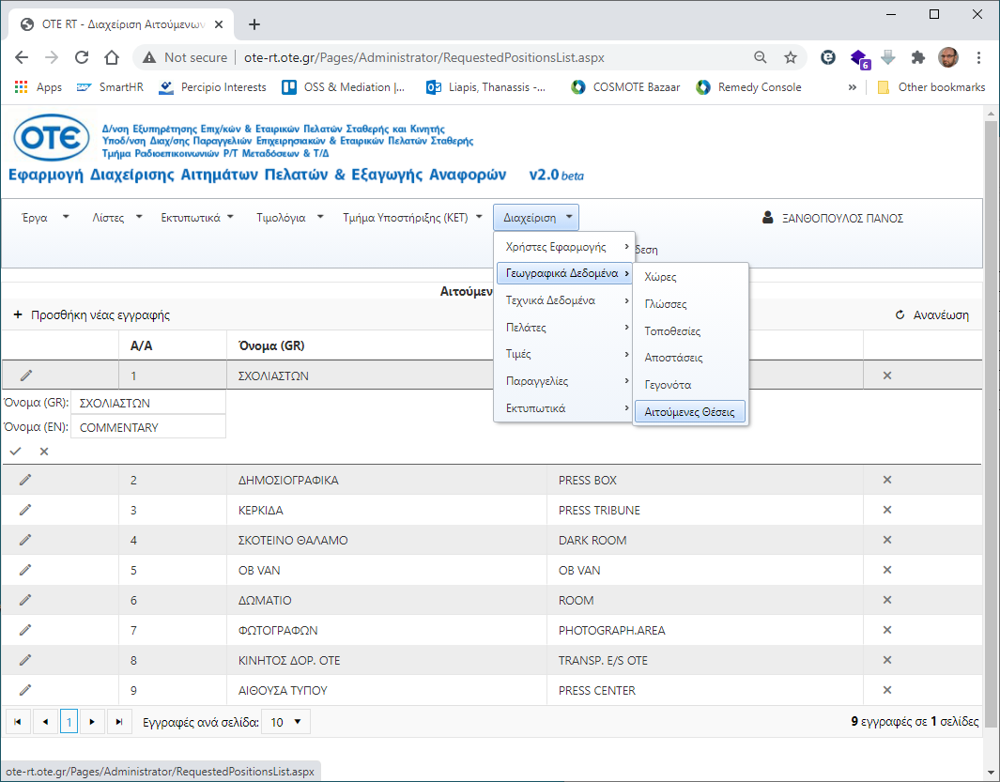 OTE RT - Διαχείριση Αιτούμενων
Not secure | ote-rt.ote.gr/Pages/Administrator/RequestedPositionsList.aspx
6
Apps SmartHR Percipio Interests OSS & Mediation |... Liapis, Thanassis -... COSMOTE Bazaar Remedy Console » Other bookmarks
OTE
Δ/νση Εξυπηρέτησης Επιχ/κών & Εταιρικών Πελατών Σταθερής και Κινητής
Υποδ/νση Διαχ/σης Παραγγελιών Επιχειρησιακών & Εταιρικών Πελατών Σταθερής
Τμήμα Ραδιοεπικοινωνιών Ρ/Τ Μεταδόσεων & Τ/Δ
Εφαρμογή Διαχείρισης Αιτημάτων Πελατών & Εξαγωγής Αναφορών v2.0 beta
Έργα Λίστες Εκτυπωτικά Τιμολόγια Τμήμα Υποστήριξης (ΚΕΤ) Διαχείριση ΞΑΝΘΟΠΟΥΛΟΣ ΠΑΝΟΣ
Χρήστες Εφαρμογής δεση
Γεωγραφικά Δεδομένα
Τεχνικά Δεδομένα
Πελάτες
Τιμές
Παραγγελίες
Εκτυπωτικά
Χώρες
Γλώσσες
Τοποθεσίες
Αποστάσεις
Γεγονότα
Αιτούμενες Θέσεις
Αιτούμεν
+ Προσθήκη νέας εγγραφής Ανανέωση
Α/Α Όνομα (GR)
1 ΣΧΟΛΙΑΣΤΩΝ
Όνομα (GR): ΣΧΟΛΙΑΣΤΩΝ
Όνομα (EN): COMMENTARY
2 ΔΗΜΟΣΙΟΓΡΑΦΙΚΑ PRESS BOX
3 ΚΕΡΚΙΔΑ PRESS TRIBUNE
4 ΣΚΟΤΕΙΝΟ ΘΑΛΑΜΟ DARK ROOM
5 OB VAN OB VAN
6 ΔΩΜΑΤΙΟ ROOM
7 ΦΩΤΟΓΡΑΦΩΝ PHOTOGRAPH.AREA
8 ΚΙΝΗΤΟΣ ΔΟΡ. ΟΤΕ TRANSP. E/S OTE
9 ΑΙΘΟΥΣΑ ΤΥΠΟΥ PRESS CENTER
1 Εγγραφές ανά σελίδα: 10 9 εγγραφές σε 1 σελίδες
ote-rt.ote.gr/Pages/Administrator/RequestedPositionsList.aspx